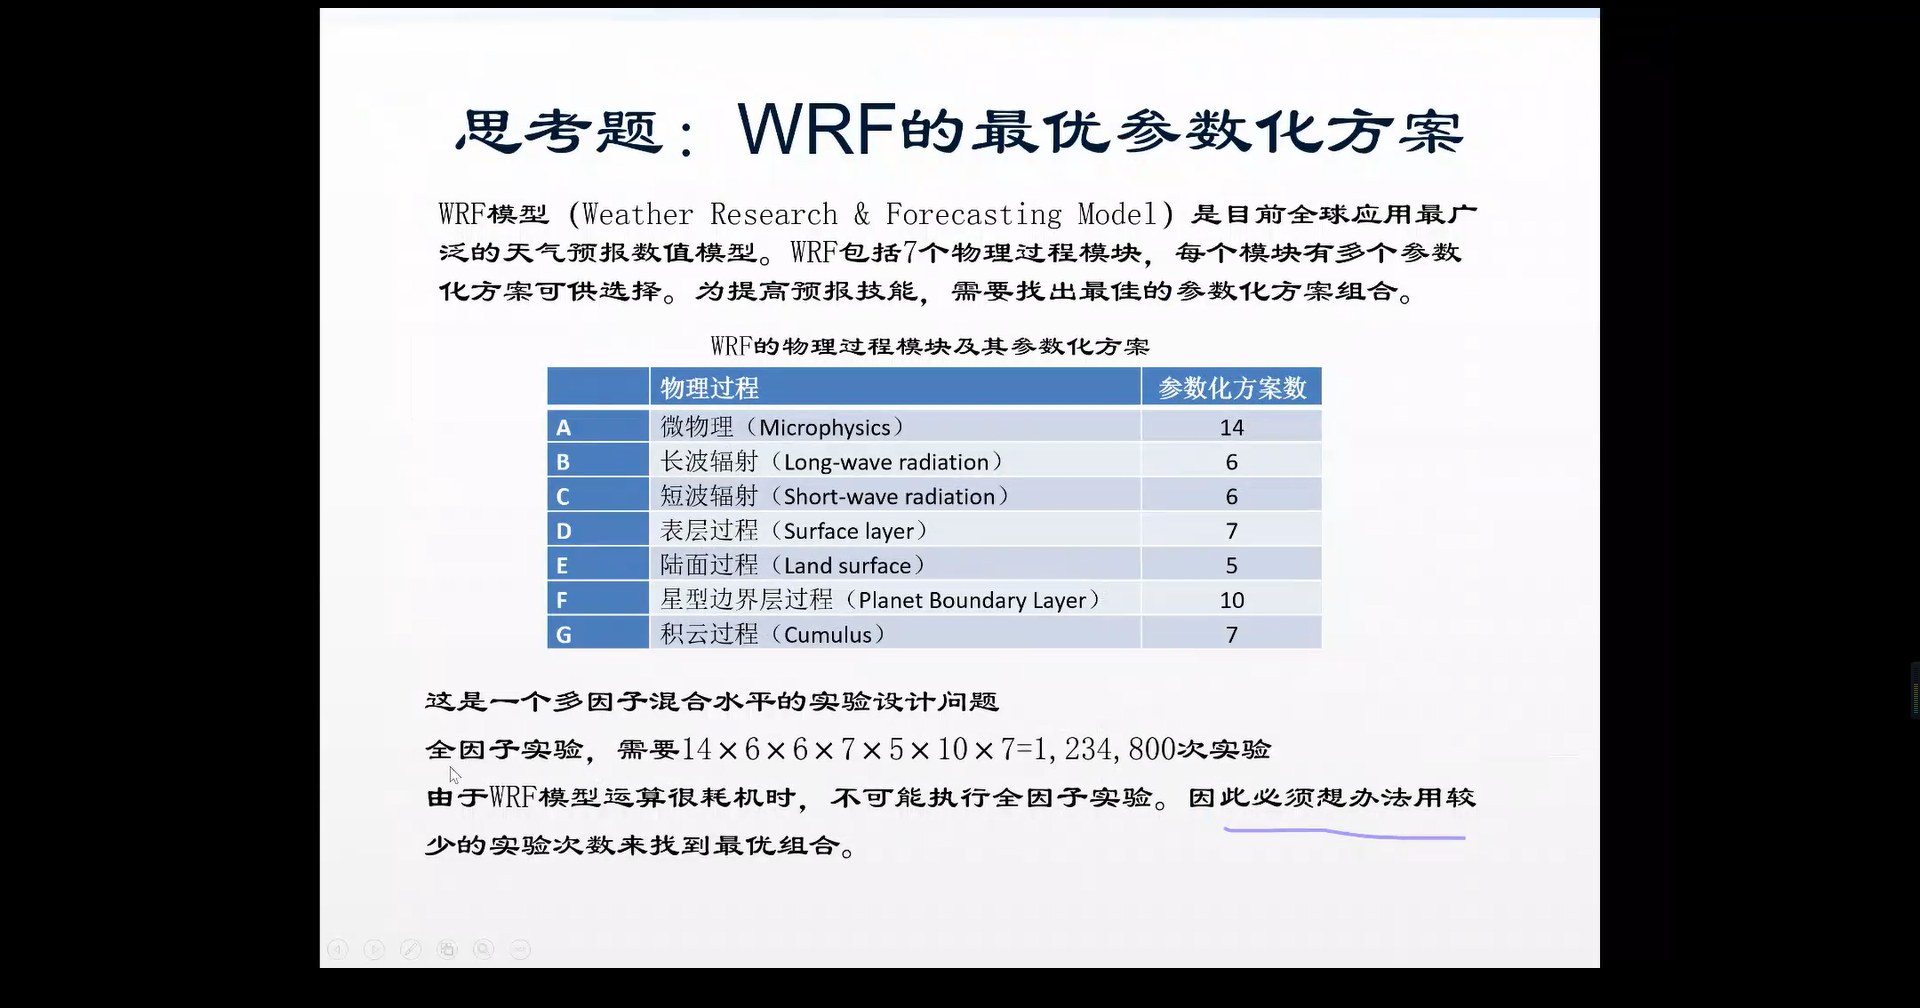 思考题：WRF的最优参数化方案
WRF模型（Weather Research & Forecasting Model）是目前全球应用最广
泛的天气预报数值模型。WRF包括7个物理过程模块，每个模块有多个参数
化方案可供选择。为提高预报技能，需要找出最佳的参数化方案组合。
WRF的物理过程模块及其参数化方案
物理过程 参数化方案数
A 微物理（Microphysics） 14
B 长波辐射（Long-wave radiation） 6
C 短波辐射（Short-wave radiation） 6
D 表层过程（Surface layer） 7
E 陆面过程（Land surface） 5
F 星型边界层过程（Planet Boundary Layer） 10
G 积云过程（Cumulus） 7
这是一个多因子混合水平的实验设计问题
全因子实验，需要14×6×6×7×5×10×7=1,234,800次实验
由于WRF模型运算很耗机时，不可能执行全因子实验。因此必须想办法用较
少的实验次数来找到最优组合。